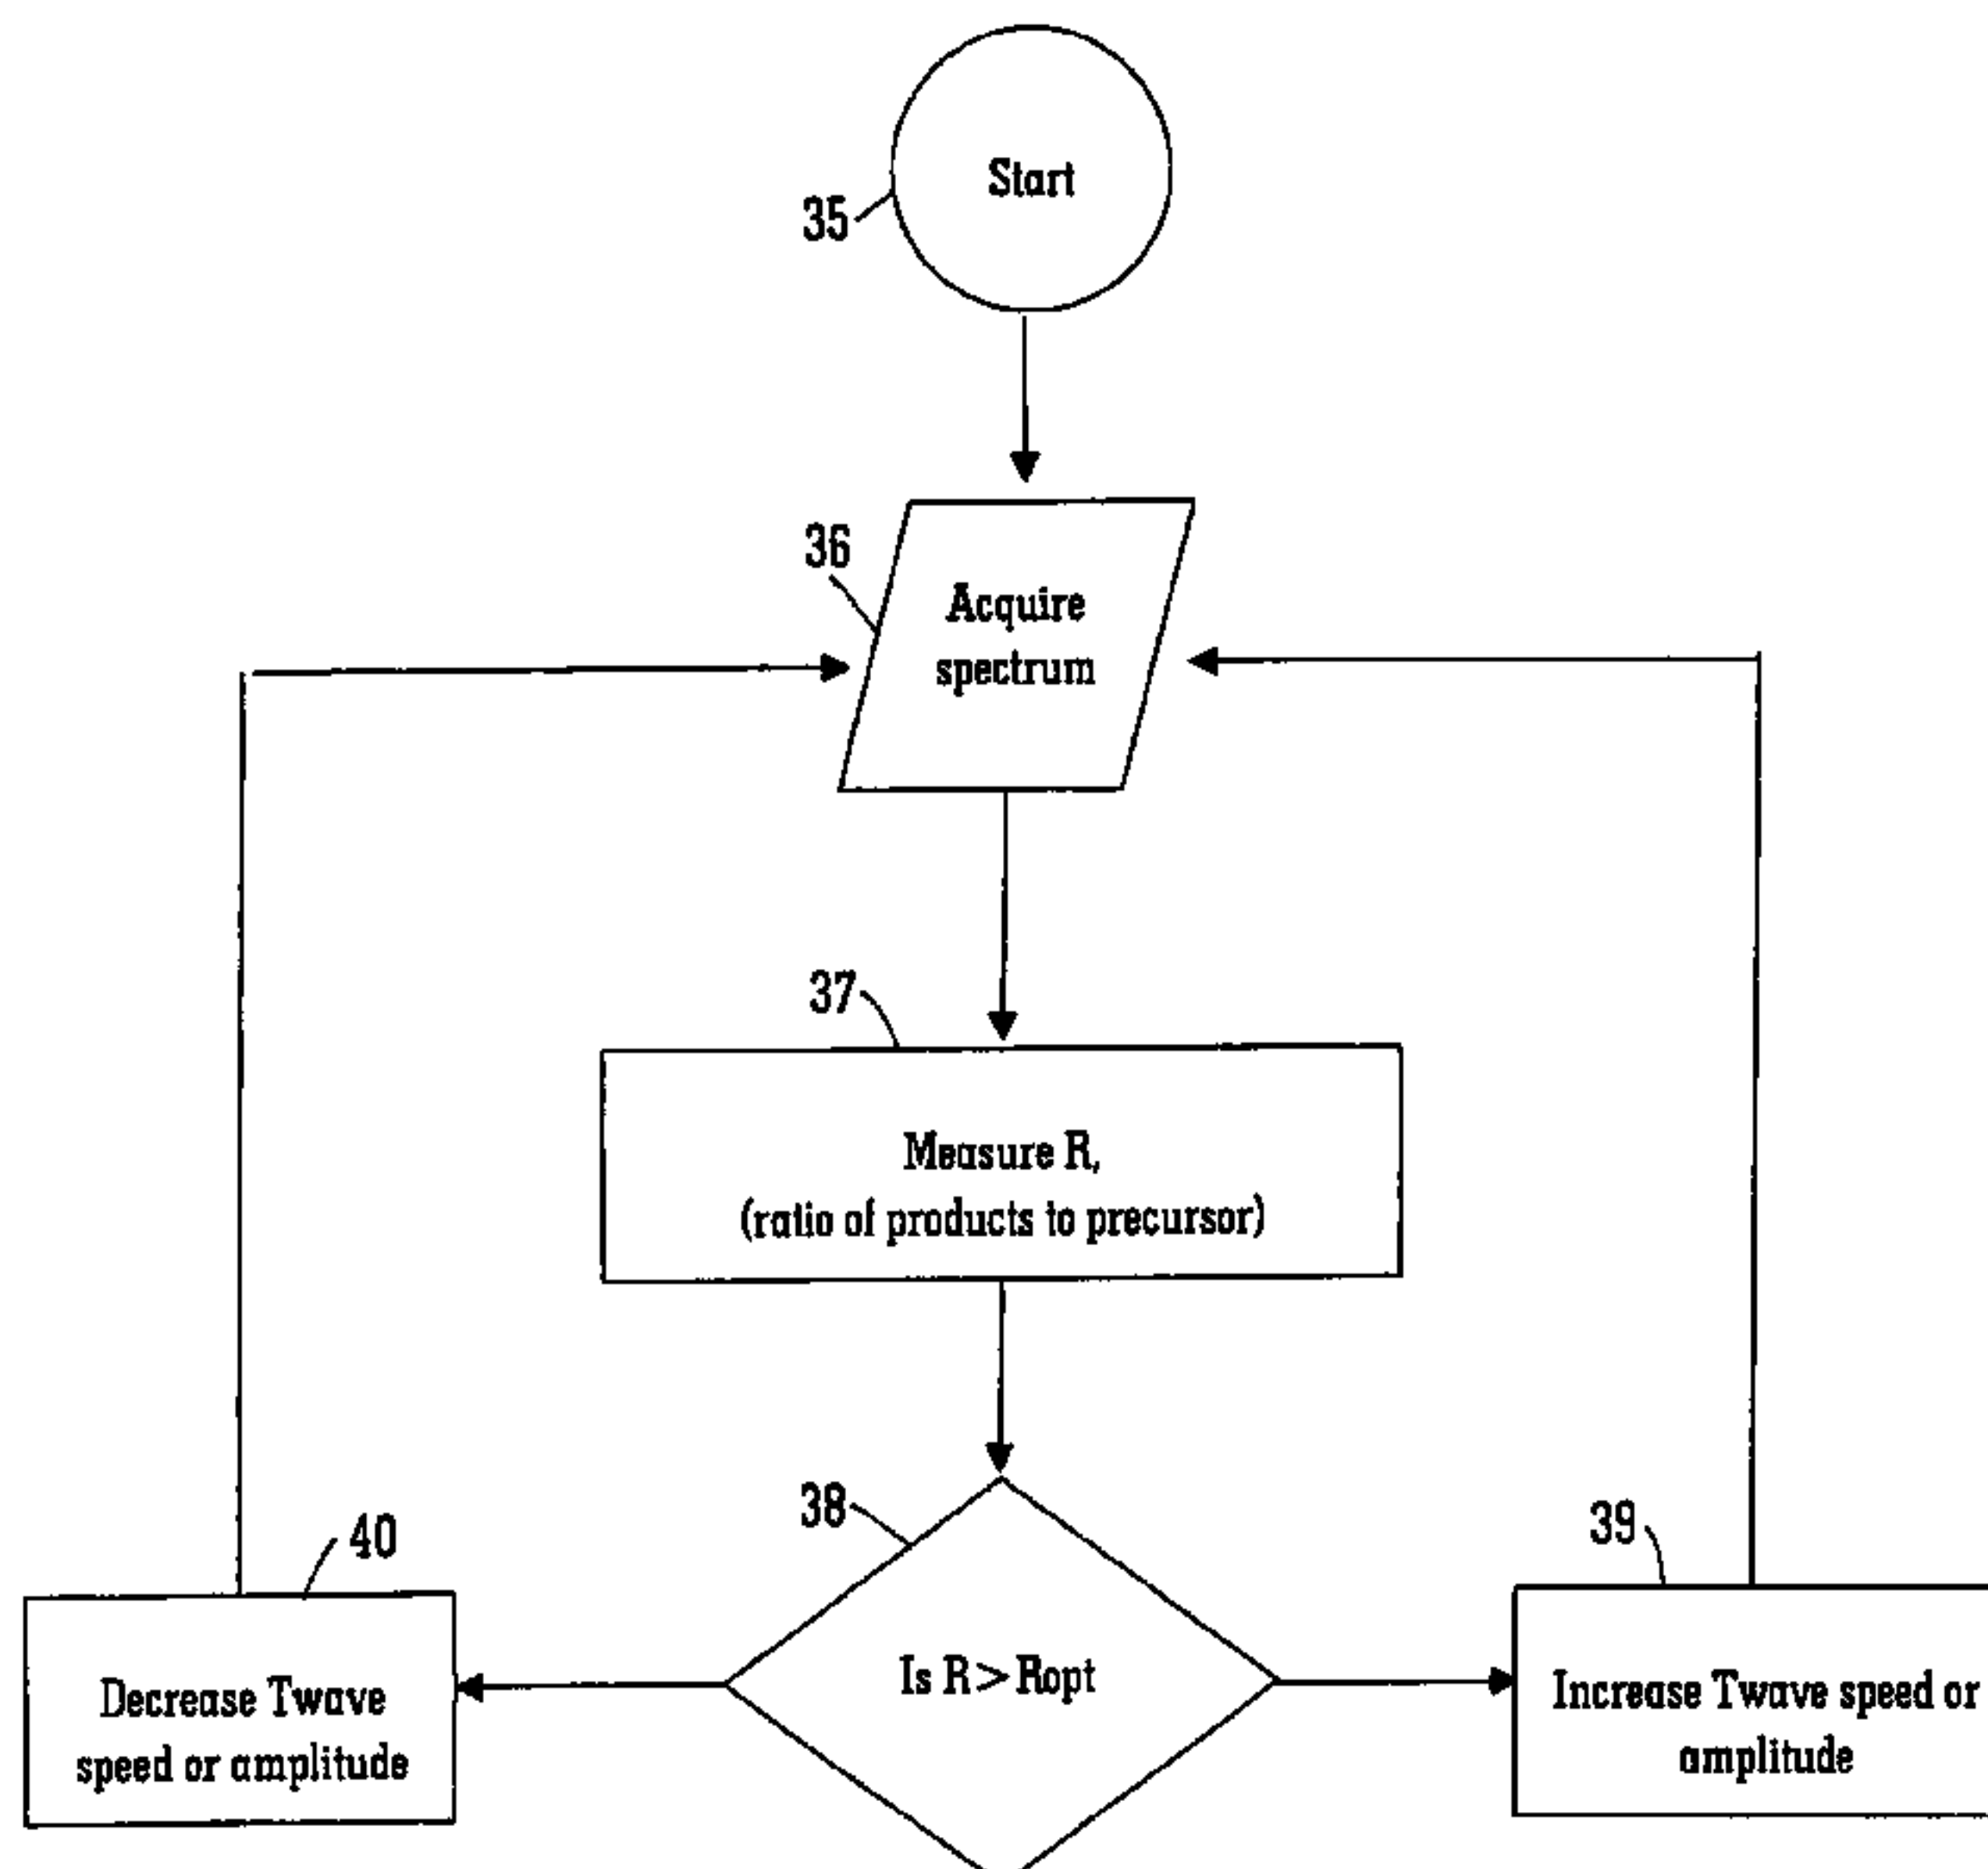 Start
35
36
Acquire
spectrum
37
Measure R,
(ratio of products to precursor)
38
40
39
Is R > Ropt
Decrease Twave
speed or amplitude
Increase Twave speed or
amplitude